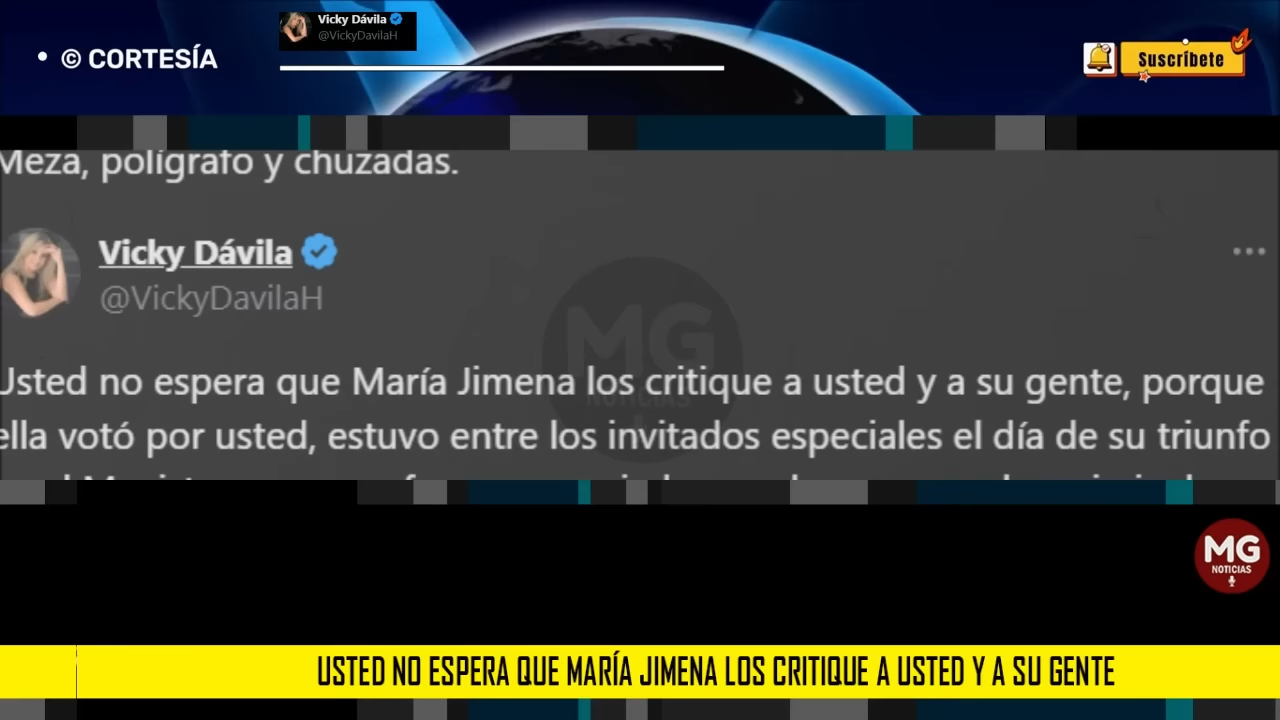 Vicky Dávila
@VickyDavilaH
• © CORTESÍA
Suscríbete
Meza, polígrafo y chuzadas.
Vicky Dávila
@VickyDavilaH
Usted no espera que María Jimena los critique a usted y a su gente, porque
ella votó por usted, estuvo entre los invitados especiales el día de su triunfo
MG
NOTICIAS
MG
NOTICIAS
USTED NO ESPERA QUE MARÍA JIMENA LOS CRITIQUE A USTED Y A SU GENTE